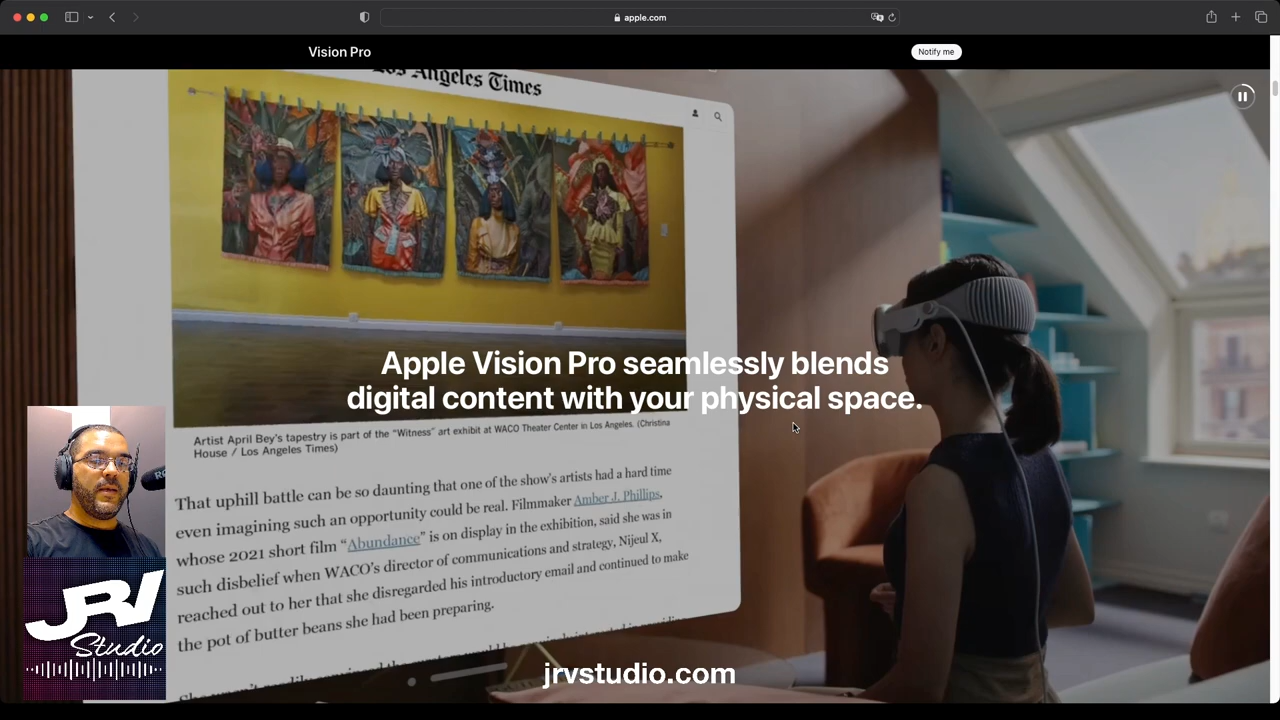 apple.com
Vision Pro
Notify me
Los Angeles Times
Apple Vision Pro seamlessly blends
digital content with your physical space.
Artist April Bey's tapestry is part of the “Witness” art exhibit at WACO Theater Center in Los Angeles. (Christina
House / Los Angeles Times)
That uphill battle can be so daunting that one of the show's artists had a hard time
even imagining such an opportunity could be real. Filmmaker Amber J. Phillips,
whose 2021 short film “Abundance” is on display in the exhibition, said she was in
such disbelief when WACO's director of communications and strategy, Nijeul X,
reached out to her that she disregarded his introductory email and continued to make
the pot of butter beans she had been preparing.
JRV
Studio
jrvstudio.com